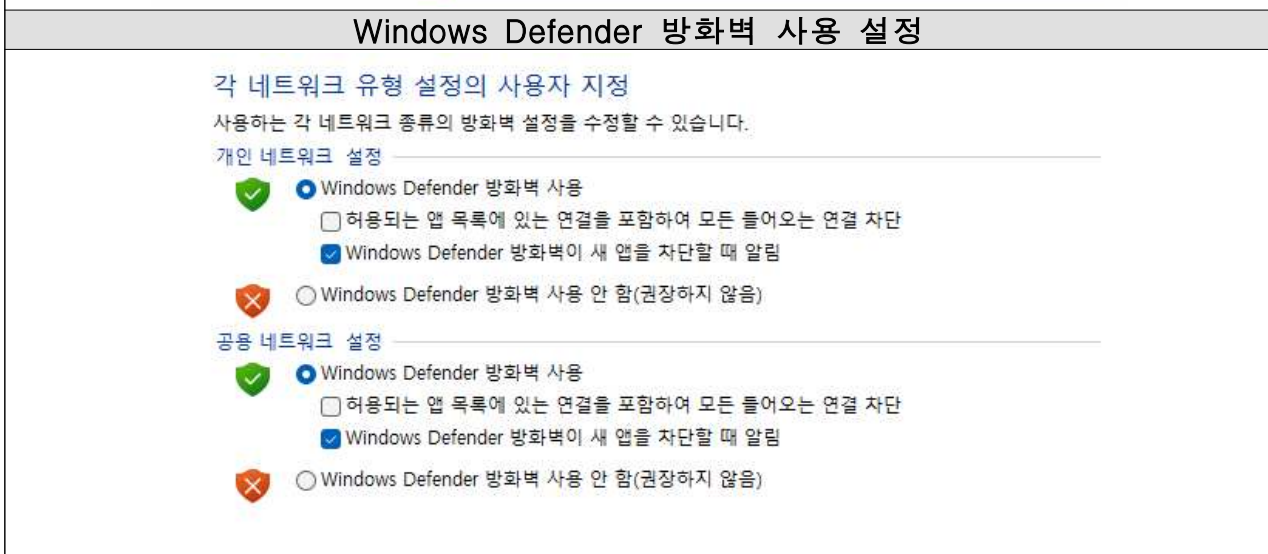 Windows Defender 방화벽 사용 설정
각 네트워크 유형 설정의 사용자 지정
사용하는 각 네트워크 종류의 방화벽 설정을 수정할 수 있습니다.
개인 네트워크 설정
Windows Defender 방화벽 사용
허용되는 앱 목록에 있는 연결을 포함하여 모든 들어오는 연결 차단
Windows Defender 방화벽이 새 앱을 차단할 때 알림
Windows Defender 방화벽 사용 안 함(권장하지 않음)
공용 네트워크 설정
Windows Defender 방화벽 사용
허용되는 앱 목록에 있는 연결을 포함하여 모든 들어오는 연결 차단
Windows Defender 방화벽이 새 앱을 차단할 때 알림
Windows Defender 방화벽 사용 안 함(권장하지 않음)